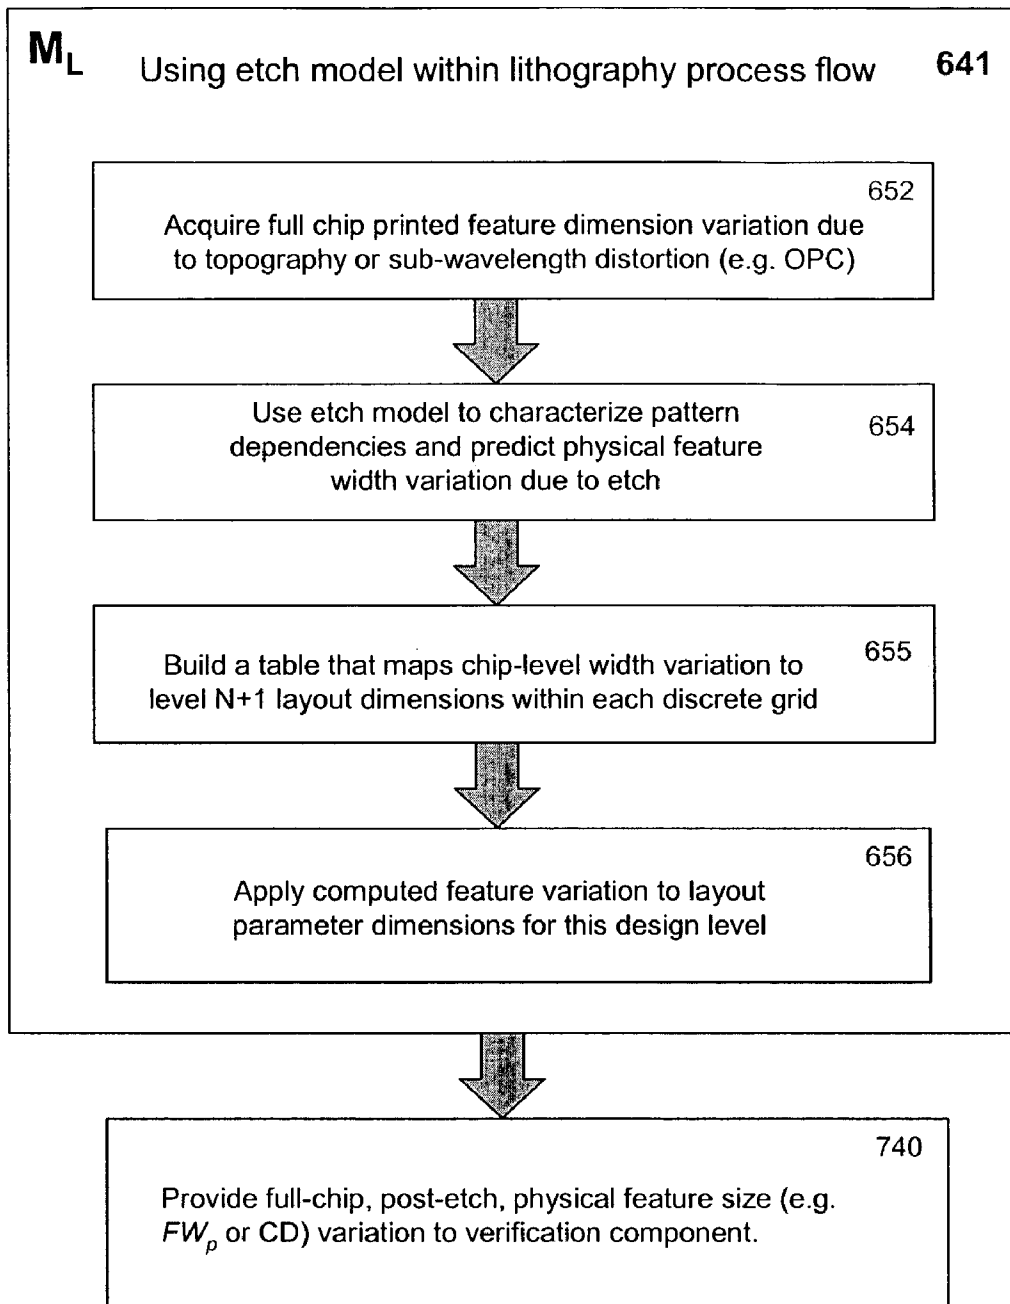 M_L Using etch model within lithography process flow 641
652
Acquire full chip printed feature dimension variation due
to topography or sub-wavelength distortion (e.g. OPC)
Use etch model to characterize pattern
dependencies and predict physical feature
width variation due to etch
654
Build a table that maps chip-level width variation to
level N+1 layout dimensions within each discrete grid
655
656
Apply computed feature variation to layout
parameter dimensions for this design level
740
Provide full-chip, post-etch, physical feature size (e.g.
FW_p or CD) variation to verification component.